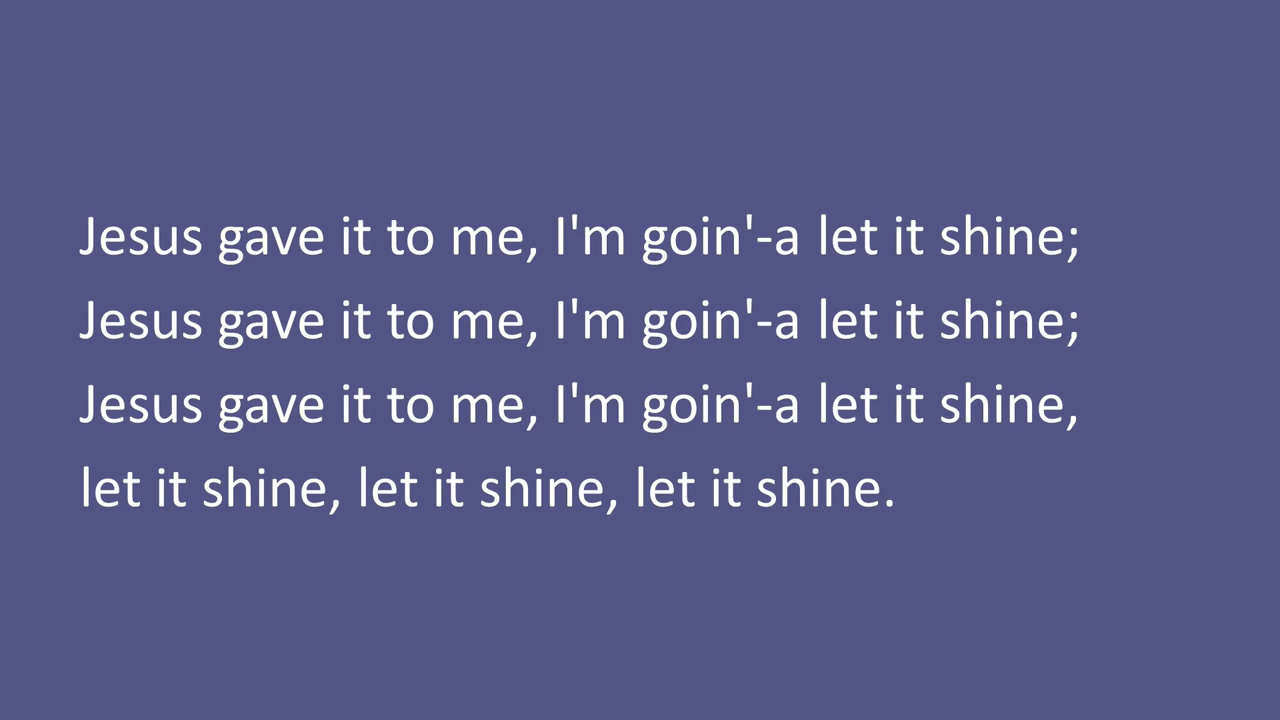 Jesus gave it to me, I'm goin'-a let it shine;
Jesus gave it to me, I'm goin'-a let it shine;
Jesus gave it to me, I'm goin'-a let it shine,
let it shine, let it shine, let it shine.